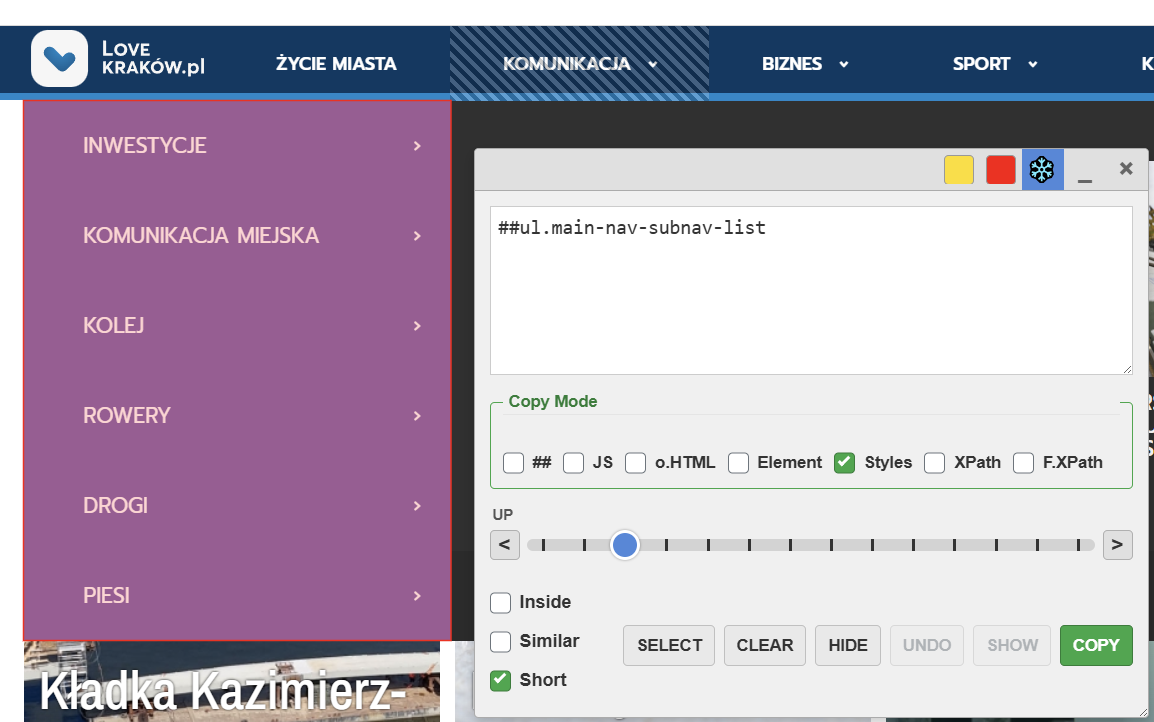 LOVE
KRAKÓW.pl
ŻYCIE MIASTA
KOMUNIKACJA
BIZNES
SPORT
K
INWESTYCJE
KOMUNIKACJA MIEJSKA
KOLEJ
ROWERY
DROGI
PIESI
Kładka Kazimierz-
_
×
##ul.main-nav-subnav-list
Copy Mode
## JS o.HTML Element Styles XPath F.XPath
UP
< >
Inside
Similar
Short
SELECT CLEAR HIDE UNDO SHOW COPY